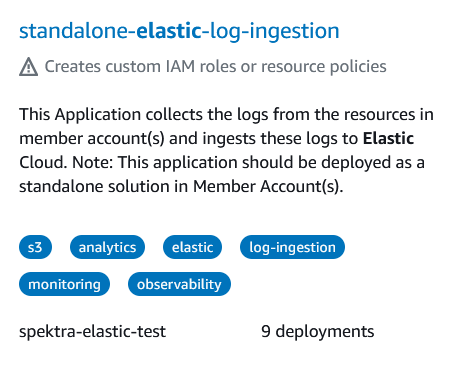 standalone-elastic-log-ingestion
Creates custom IAM roles or resource policies
This Application collects the logs from the resources in
member account(s) and ingests these logs to Elastic
Cloud. Note: This application should be deployed as a
standalone solution in Member Account(s).
s3 analytics elastic log-ingestion
monitoring observability
spektra-elastic-test 9 deployments